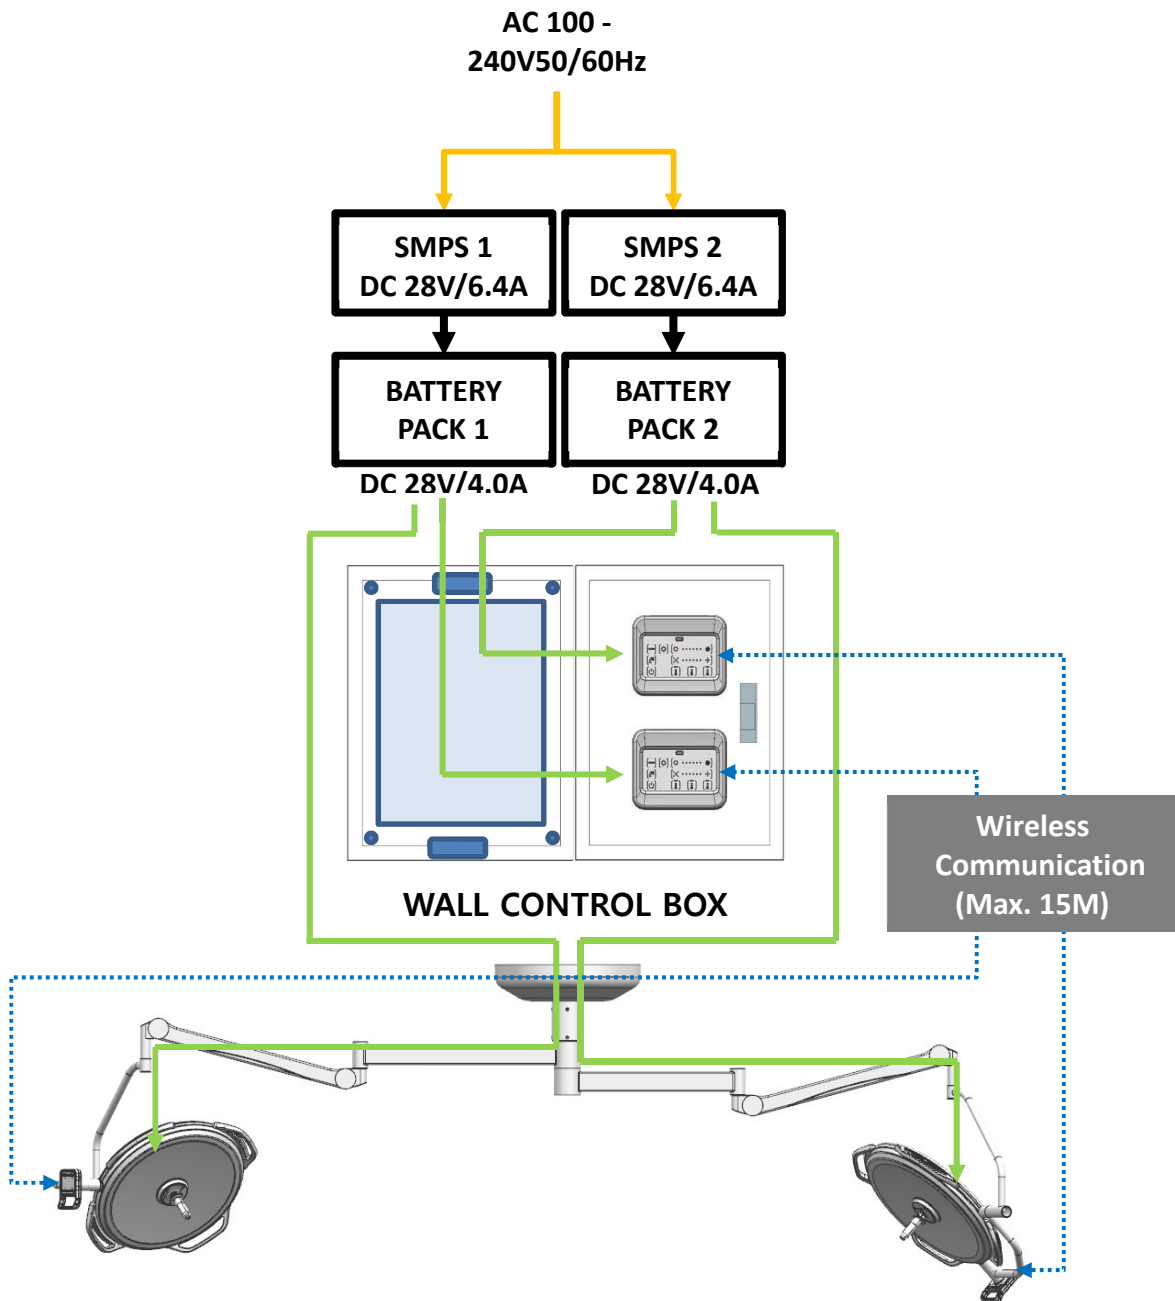 AC 100 -
240V50/60Hz
SMPS 1
DC 28V/6.4A
SMPS 2
DC 28V/6.4A
BATTERY
PACK 1
BATTERY
PACK 2
DC 28V/4.0A
DC 28V/4.0A
Wireless
Communication
(Max. 15M)
WALL CONTROL BOX